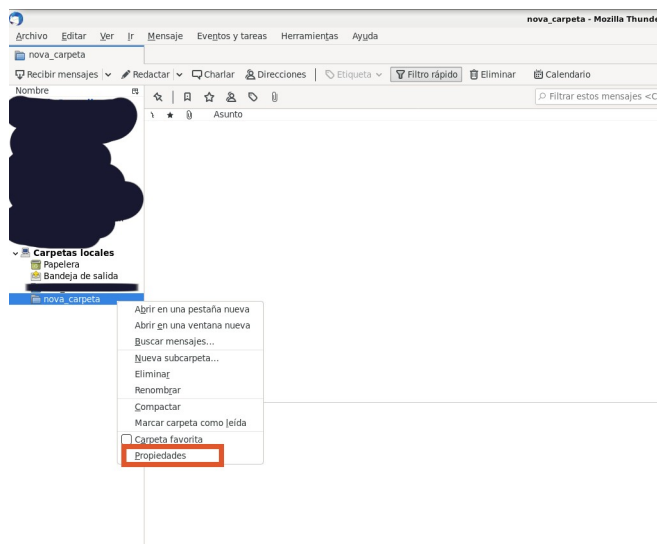 nova_carpeta - Mozilla Thunde
Archivo Editar Ver Ir Mensaje Eventos y tareas Herramientas Ayuda
nova_carpeta
Recibir mensajes Redactar Charlar Direcciones Etiqueta Filtro rápido Eliminar Calendario
Nombre
Filtrar estos mensajes <C
Asunto
Carpetas locales
Papelera
Bandeja de salida
nova_carpeta
Abrir en una pestaña nueva
Abrir en una ventana nueva
Buscar mensajes...
Nueva subcarpeta...
Eliminar
Renombrar
Compactar
Marcar carpeta como leída
Carpeta favorita
Propiedades